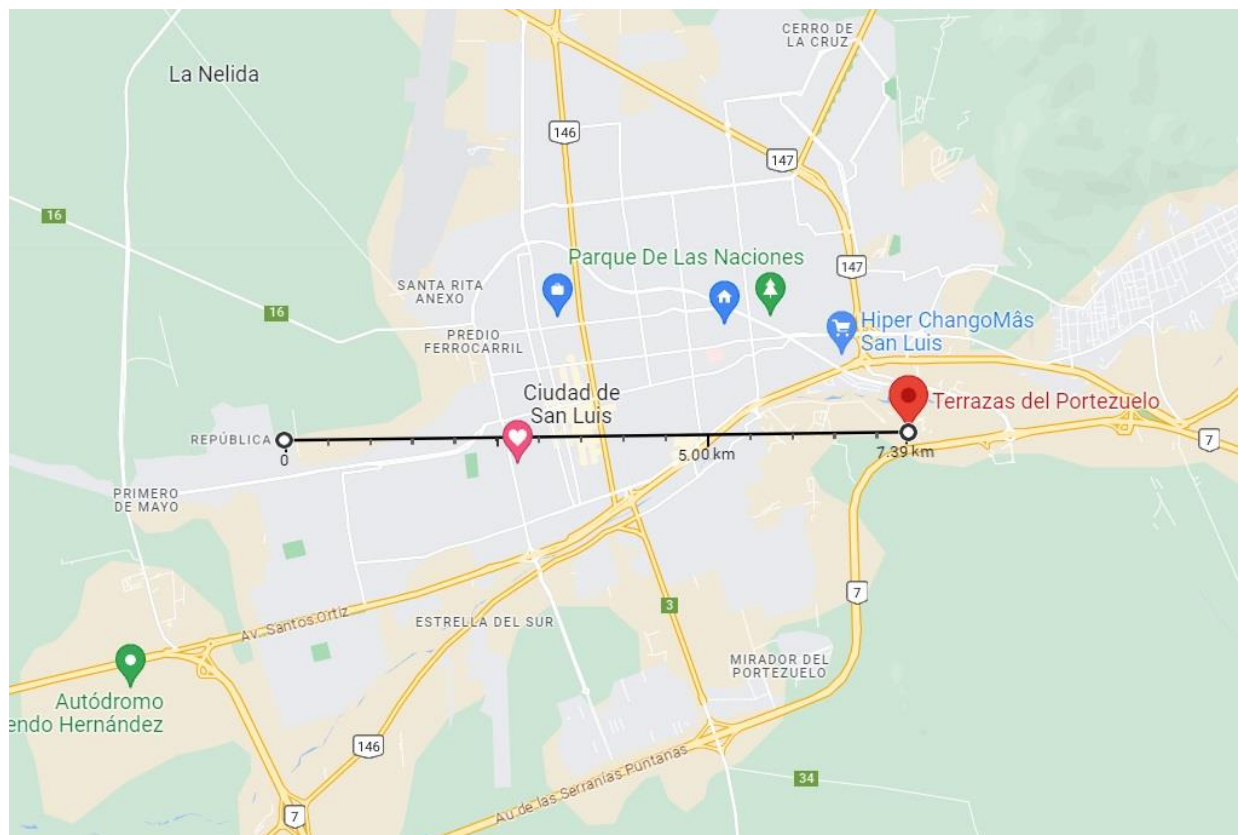 CERRO DE
LA CRUZ
La Nelida
146
147
16
Parque De Las Naciones
147
SANTA RITA
ANEXO
16
PREDIO
FERROCARRIL
Hiper ChangoMâs
San Luis
Ciudad de
San Luis
Terrazas del Portezuelo
REPÚBLICA
0
5.00 km
7.39 km
7
PRIMERO
DE MAYO
7
3
Av. Santos Ortiz
ESTRELLA DEL SUR
MIRADOR DEL
PORTEZUELO
Autódromo
endo Hernández
146
Au de las Serranías Puntanas
34
7